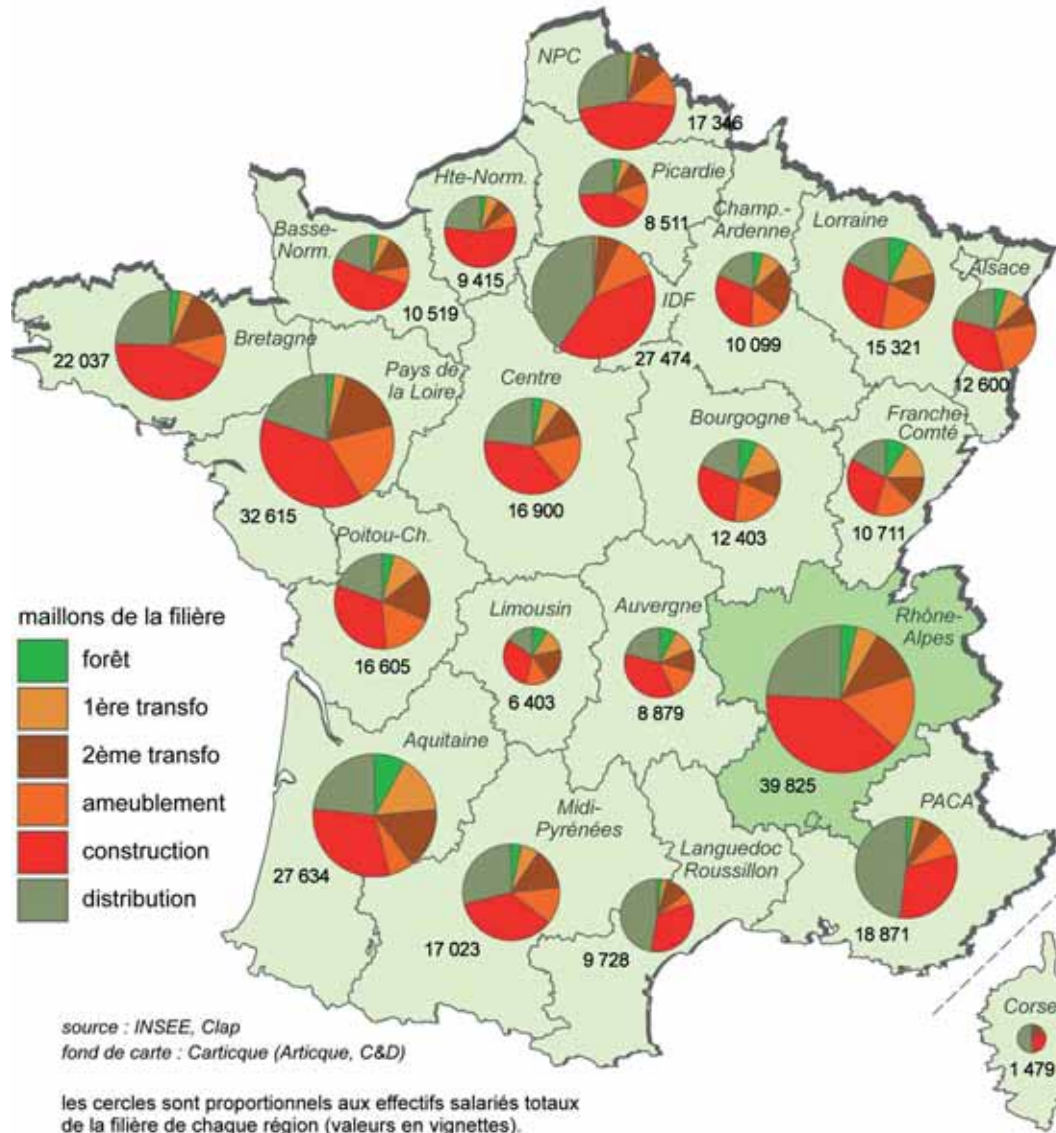 NPC
17 346
Picardie
8 511
Hte-Norm.
9 415
Champ.-
Ardenne
10 099
Lorraine
15 321
Alsace
12 600
Basse-
Norm.
10 519
IDF
27 474
Bretagne
22 037
Pays de
la Loire
32 615
Centre
16 900
Bourgogne
12 403
Franche-
Comté
10 711
Poitou-Ch.
16 605
Limousin
6 403
Auvergne
8 879
Rhône-
Alpes
39 825
maillons de la filière
forêt
1ère transfo
2ème transfo
ameublement
construction
distribution
Aquitaine
27 634
Midi-
Pyrénées
17 023
Languedoc
Roussillon
9 728
PACA
18 871
Corse
1 479
source : INSEE, Clap
fond de carte : Carticque (Articque, C&D)
les cercles sont proportionnels aux effectifs salariés totaux
de la filière de chaque région (valeurs en vignettes).